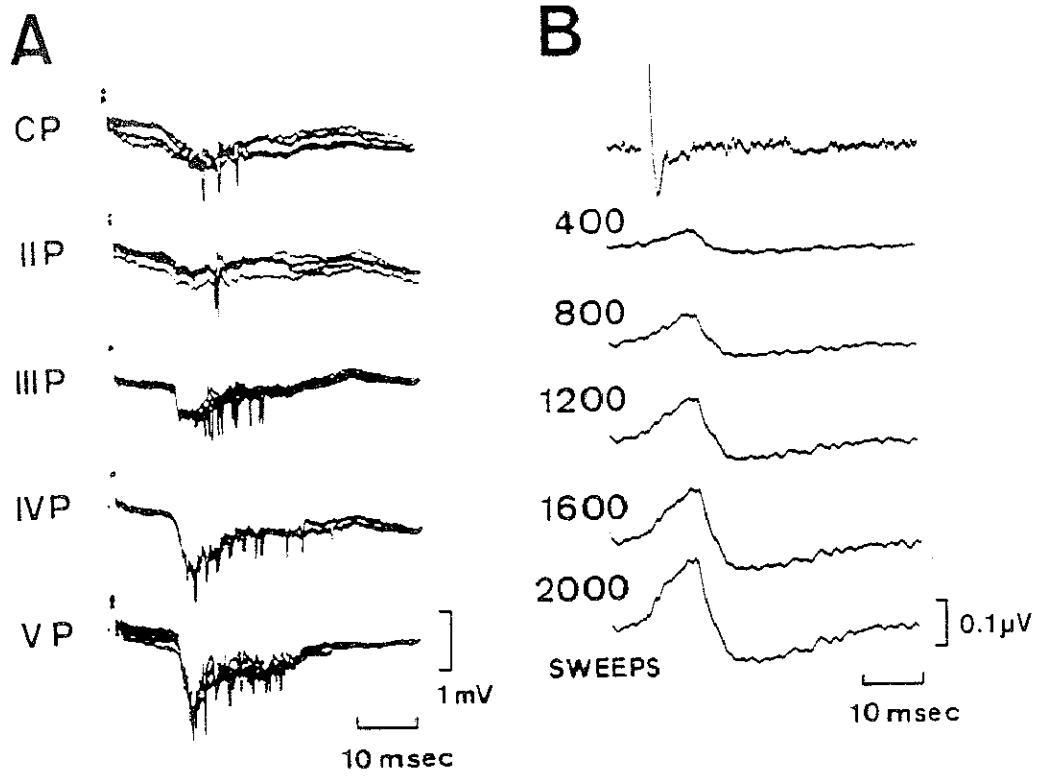 A
CP
IIP
IIIP
IVP
VP
1 mV
10 msec
B
400
800
1200
1600
2000
SWEEPS
0.1µV
10 msec